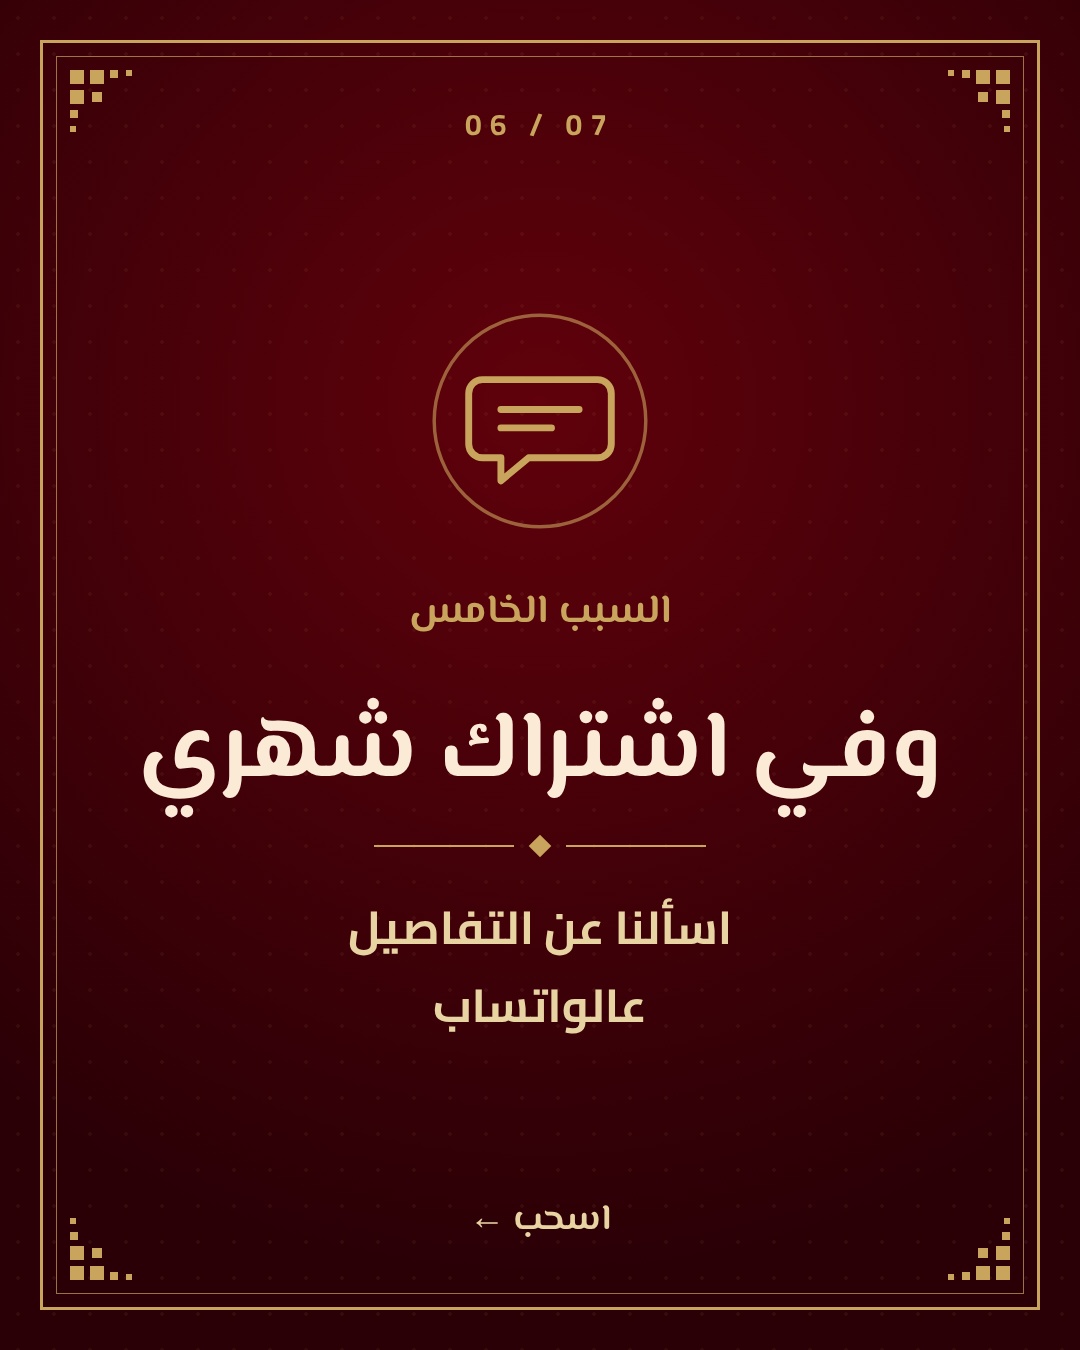 06 / 07
السبب الخامس
وفي اشتراك شهري
اسألنا عن التفاصيل
عالواتساب
اسحب ←